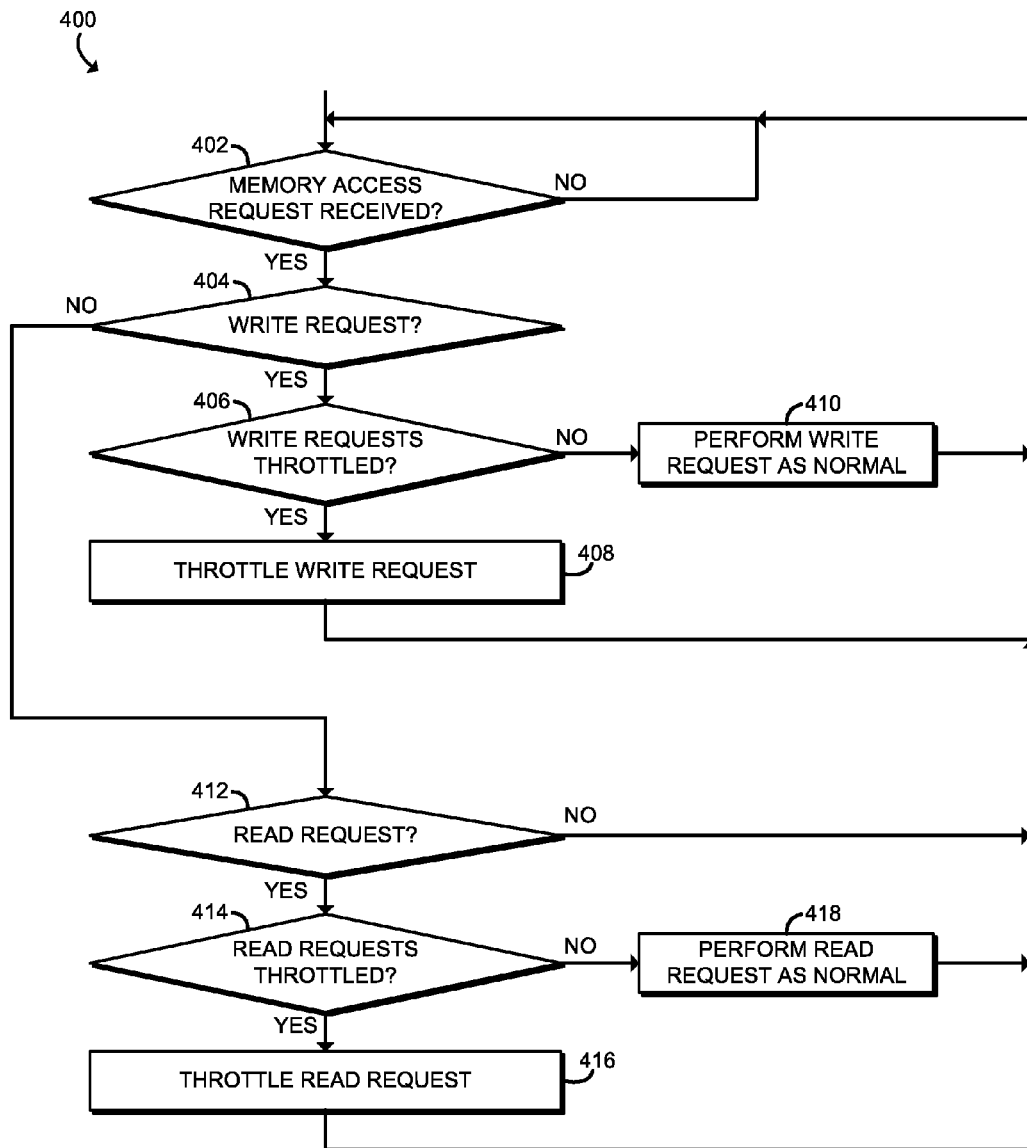 400
402
MEMORY ACCESS
REQUEST RECEIVED?
NO
YES
404
NO
WRITE REQUEST?
YES
406
WRITE REQUESTS
THROTTLED?
NO
410
PERFORM WRITE
REQUEST AS NORMAL
YES
THROTTLE WRITE REQUEST
408
412
READ REQUEST?
NO
YES
414
READ REQUESTS
THROTTLED?
NO
418
PERFORM READ
REQUEST AS NORMAL
YES
THROTTLE READ REQUEST
416